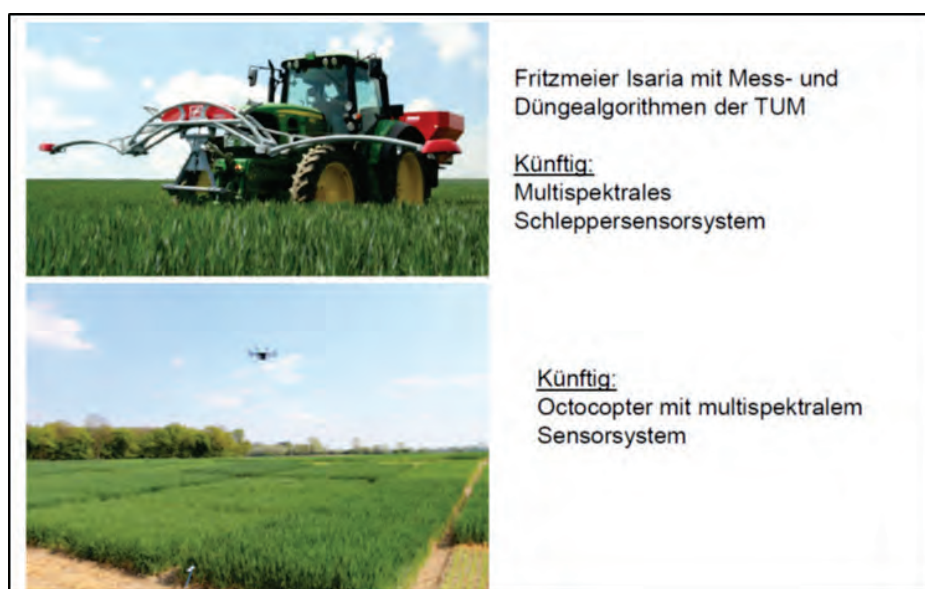 Fritzmeier Isaria mit Mess- und
Düngealgorithmen der TUM
Künftig:
Multispektrales
Schleppersensorsystem
Künftig:
Octocopter mit multispektralem
Sensorsystem